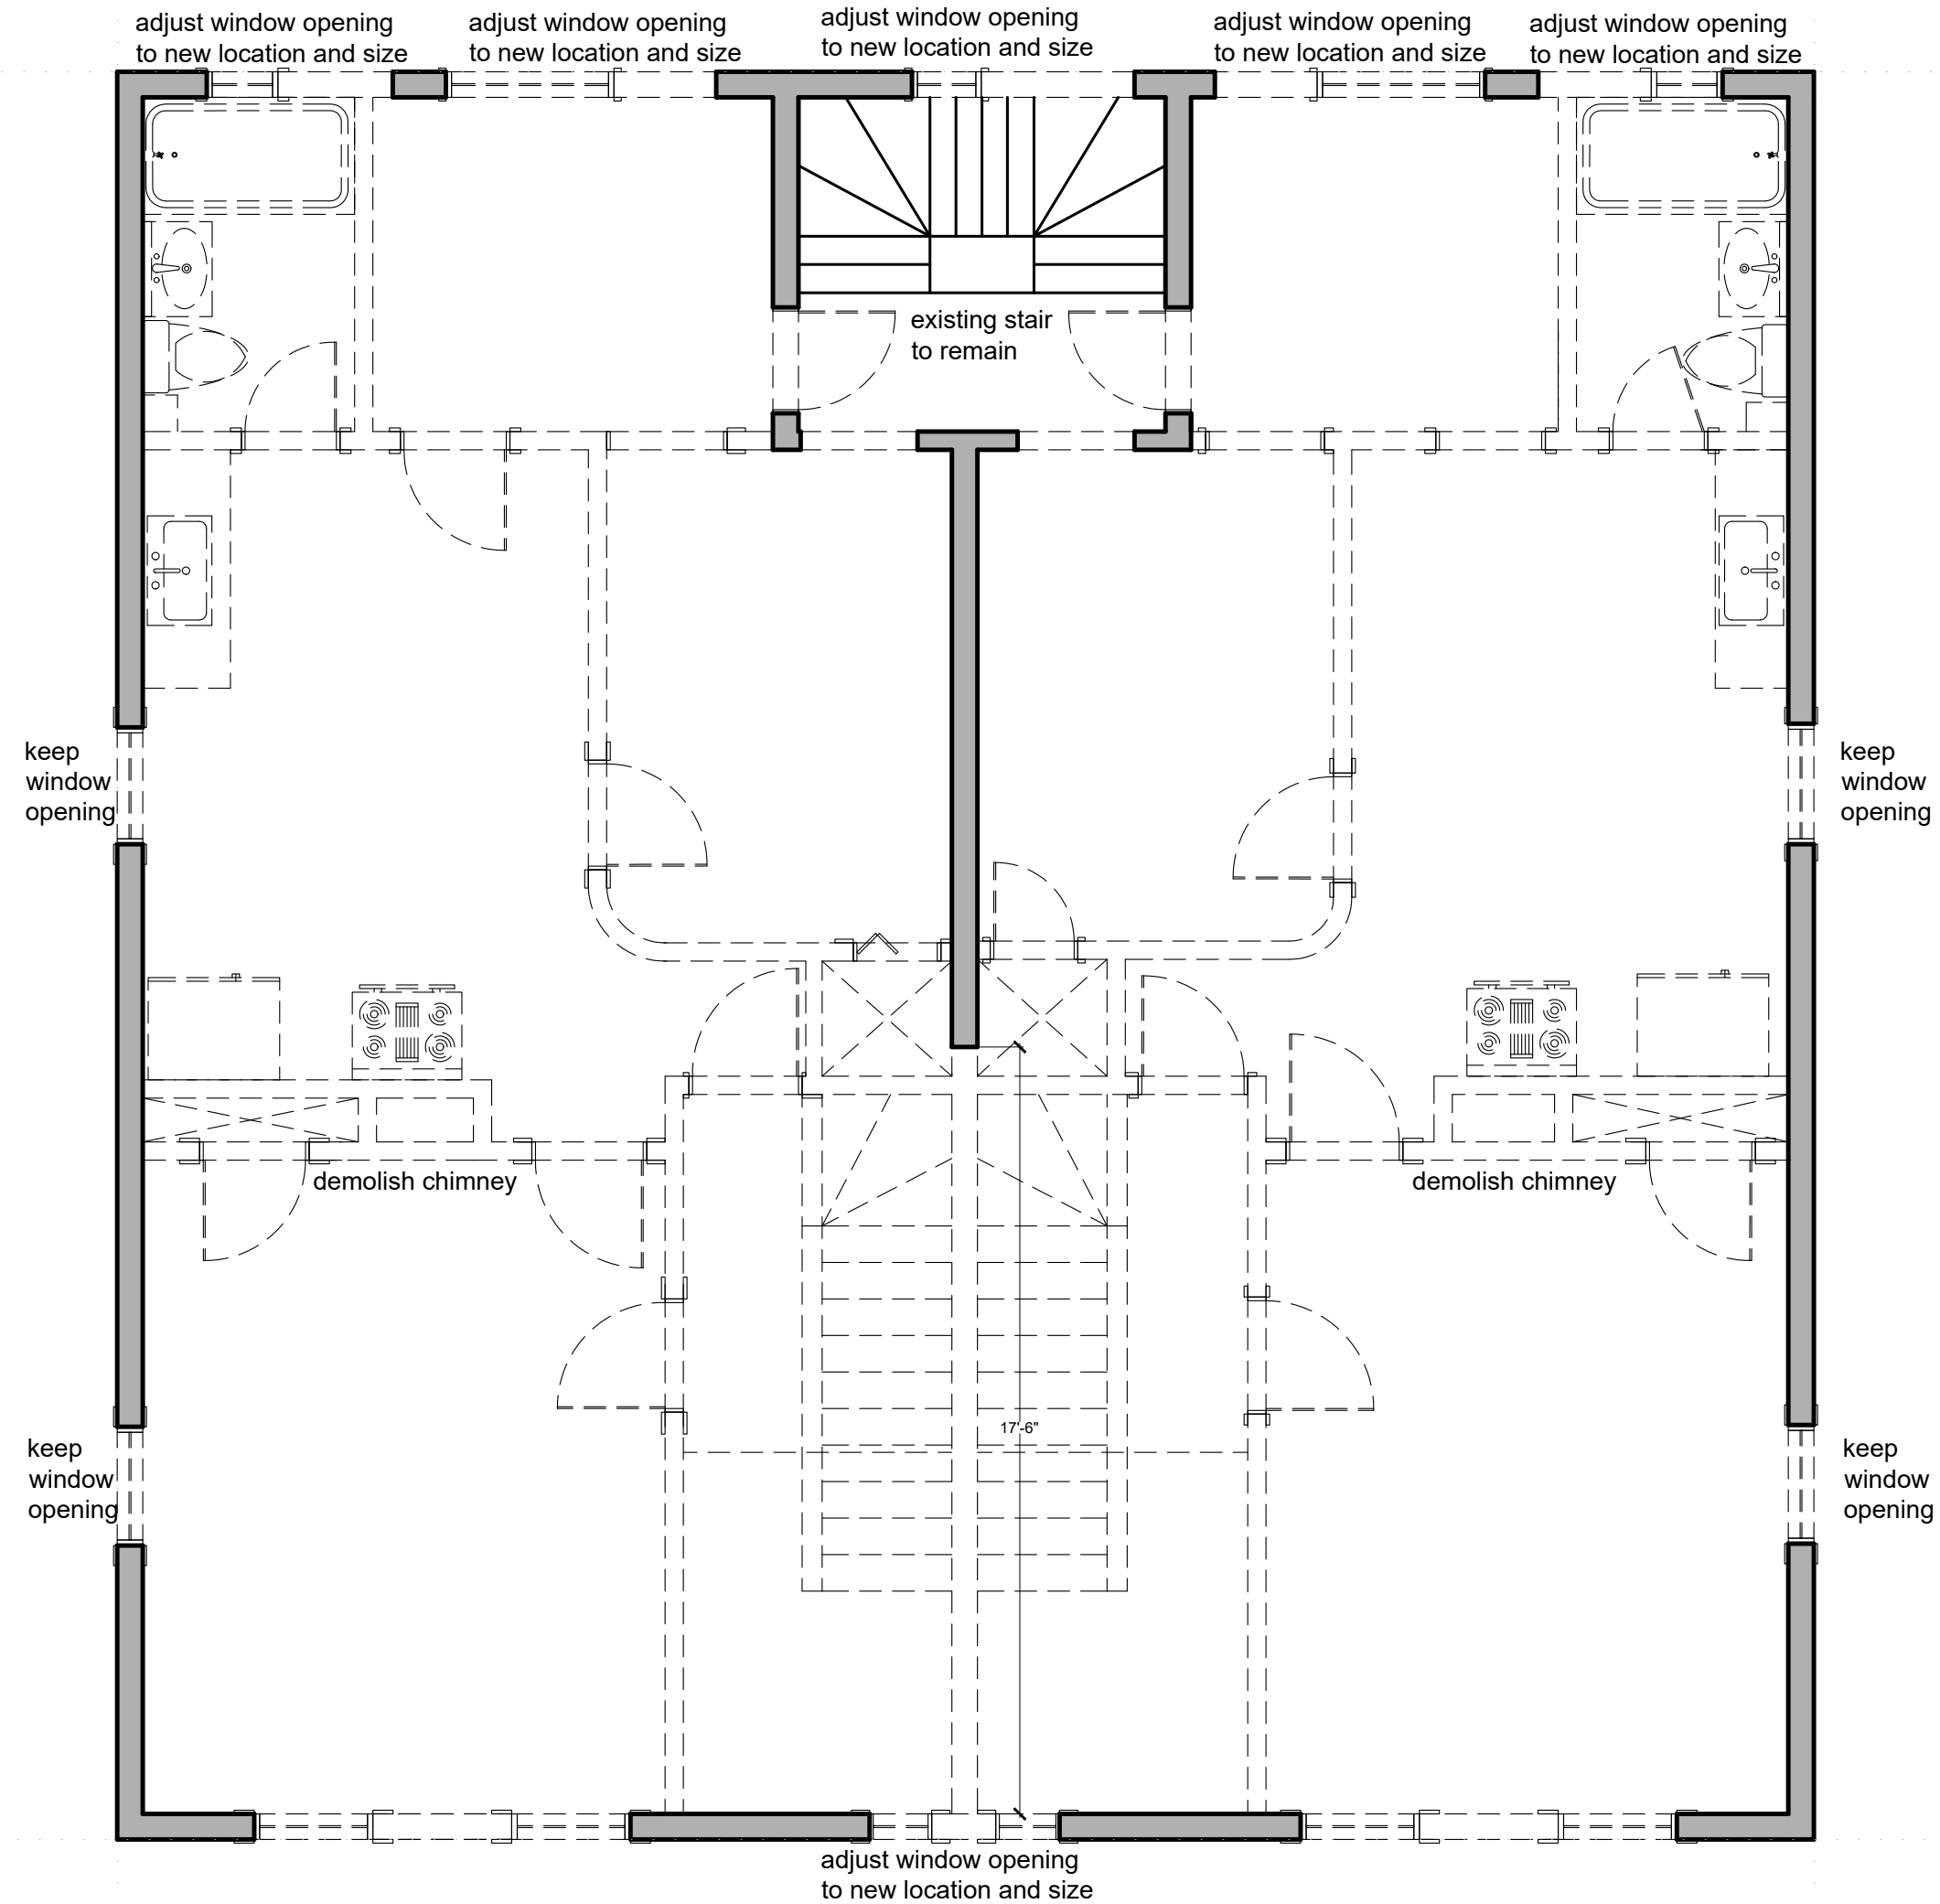 adjust window opening
to new location and size
adjust window opening
to new location and size
adjust window opening
to new location and size
adjust window opening
to new location and size
adjust window opening
to new location and size
existing stair
to remain
keep
window
opening
keep
window
opening
demolish chimney
demolish chimney
17'-6"
keep
window
opening
keep
window
opening
adjust window opening
to new location and size